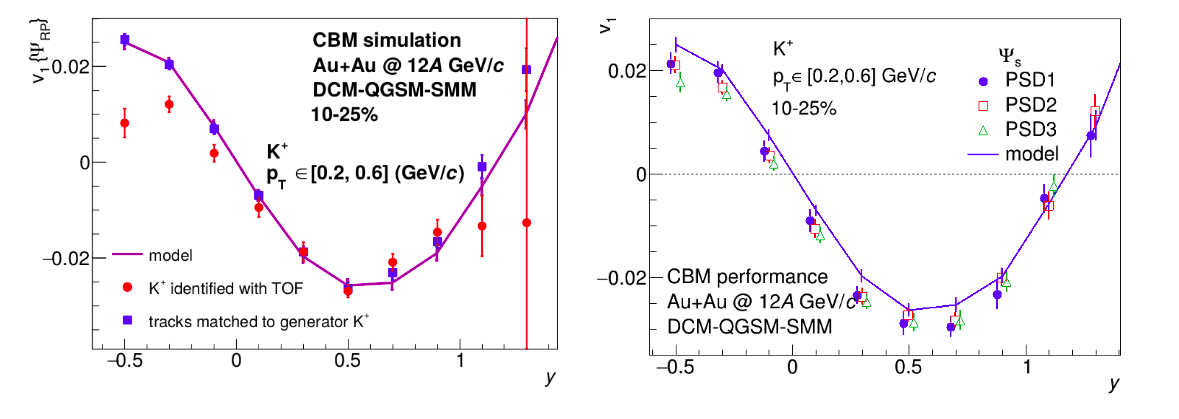 v1{ΨRP}
0.02
0
−0.02
CBM simulation
Au+Au @ 12A GeV/c
DCM-QGSM-SMM
10-25%
K+
pT ∈[0.2, 0.6] (GeV/c)
model
K+ identified with TOF
tracks matched to generator K+
−0.5 0 0.5 1
y
v1
0.02
0
−0.02
K+
pT∈ [0.2,0.6] GeV/c
10-25%
Ψs
PSD1
PSD2
PSD3
model
CBM performance
Au+Au @ 12A GeV/c
DCM-QGSM-SMM
−0.5 0 0.5 1
y